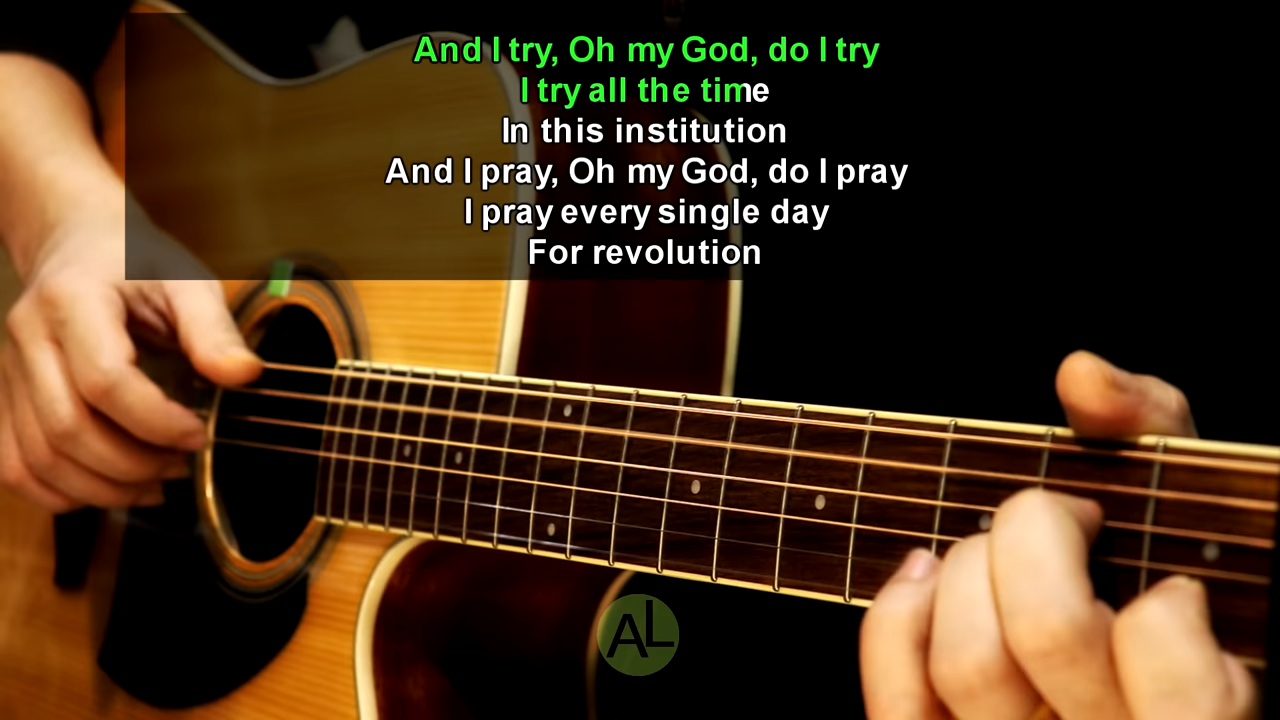 And I try, Oh my God, do I try
I try all the time
In this institution
And I pray, Oh my God, do I pray
I pray every single day
For revolution
AL